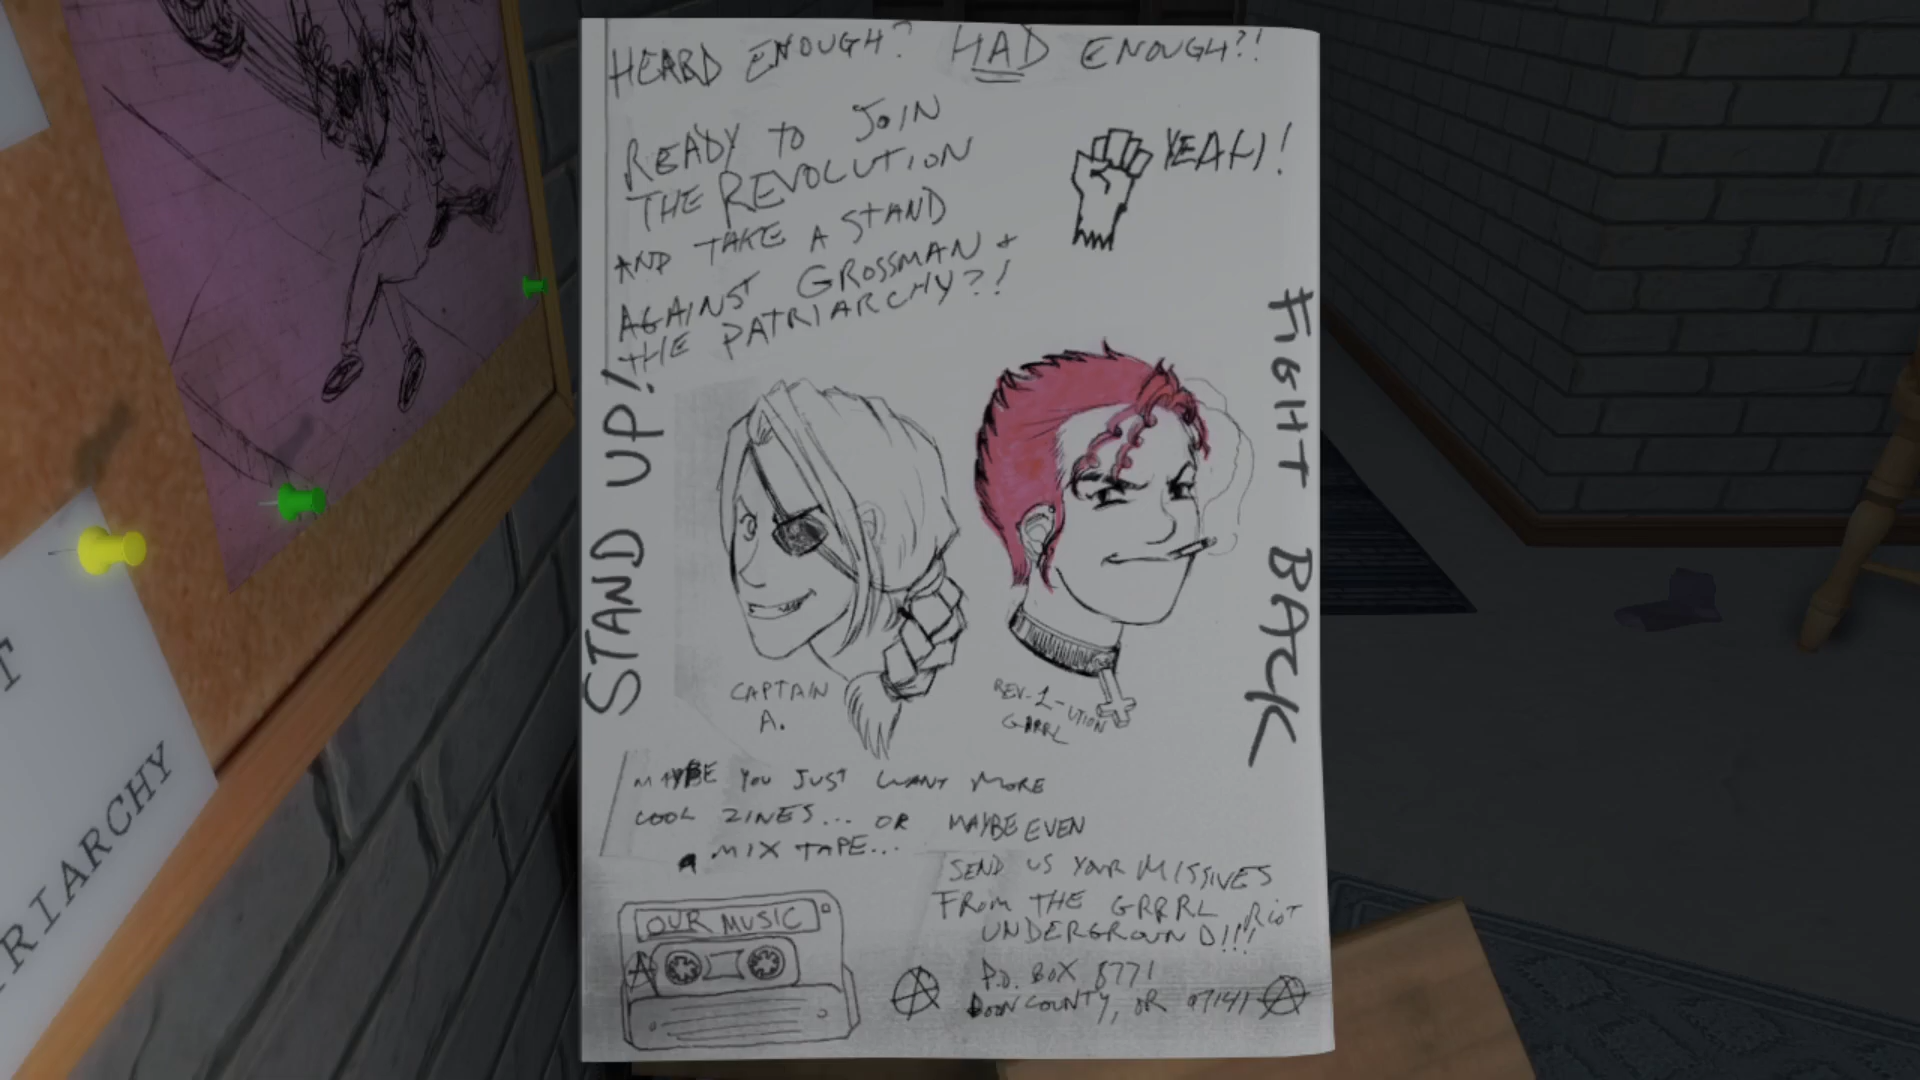 HEARD ENOUGH? HAD ENOUGH?!
READY TO JOIN
THE REVOLUTION
AND TAKE A STAND
AGAINST GROSSMAN +
THE PATRIARCHY?!
YEAH!
STAND UP!
FIGHT BACK
CAPTAIN
A.
REV-1-UTION
GRRRL
MAYBE YOU JUST WANT MORE
COOL ZINES... OR MAYBE EVEN
A MIX TAPE...
SEND US YOUR MISSIVES
FROM THE GRRRL RIOT
UNDERGROUND!!!
P.O. BOX 8771
BOON COUNTY, OR 97141
OUR MUSIC
A
A
A
T
RIARCHY